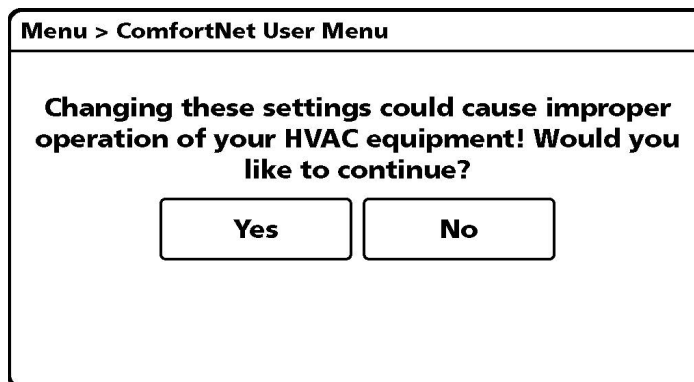 Menu > ComfortNet User Menu
Changing these settings could cause improper
operation of your HVAC equipment! Would you
like to continue?
Yes No